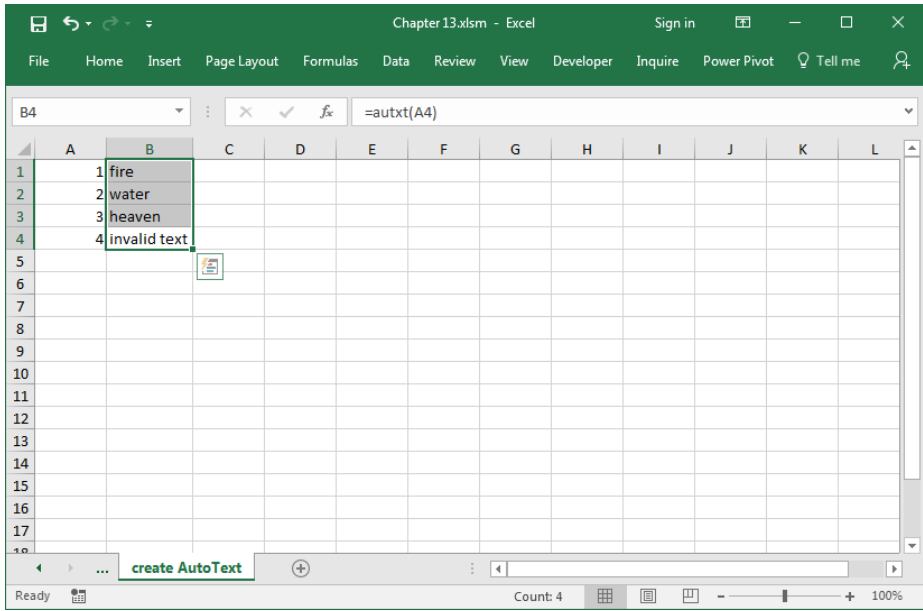 Chapter 13.xlsm - Excel Sign in
File Home Insert Page Layout Formulas Data Review View Developer Inquire Power Pivot Tell me
B4 fx =autxt(A4)
A B C D E F G H I J K L
1 1 fire
2 2 water
3 3 heaven
4 4 invalid text
5
6
7
8
9
10
11
12
13
14
15
16
17
18
... create AutoText
Ready Count: 4 100%